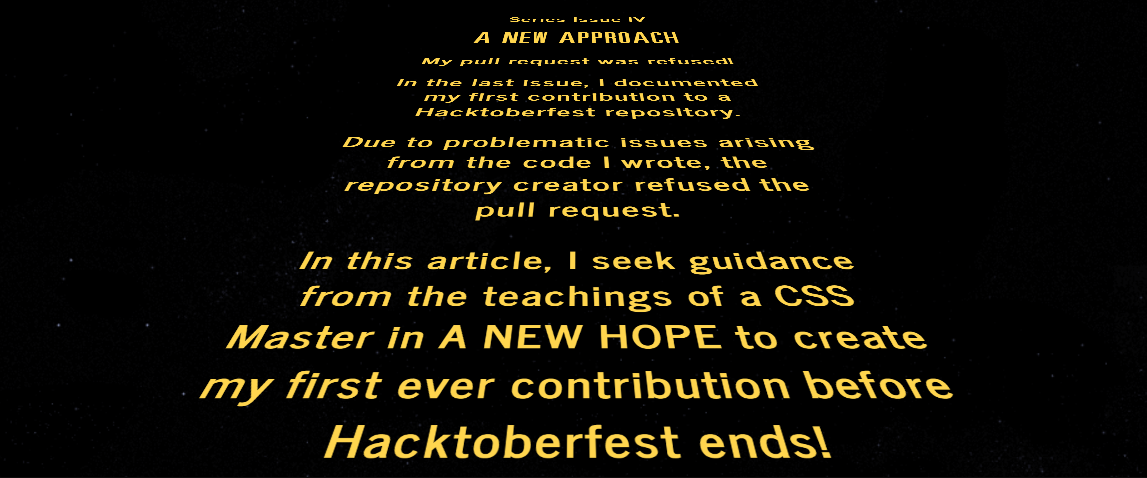 Series Issue IV
A NEW APPROACH
My pull request was refused!
In the last issue, I documented
my first contribution to a
Hacktoberfest repository.
Due to problematic issues arising
from the code I wrote, the
repository creator refused the
pull request.
In this article, I seek guidance
from the teachings of a CSS
Master in A NEW HOPE to create
my first ever contribution before
Hacktoberfest ends!